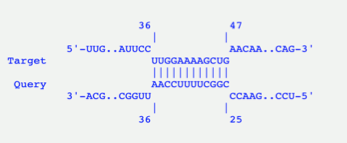 36 47
| |
5'-UUG..AUUCC AACAA..CAG-3'
Target UUGGAAAAGCUG
||||||||||||
Query AACCUUUUCGGC
3'-ACG..CGGUU CCAAG..CCU-5'
| |
36 25